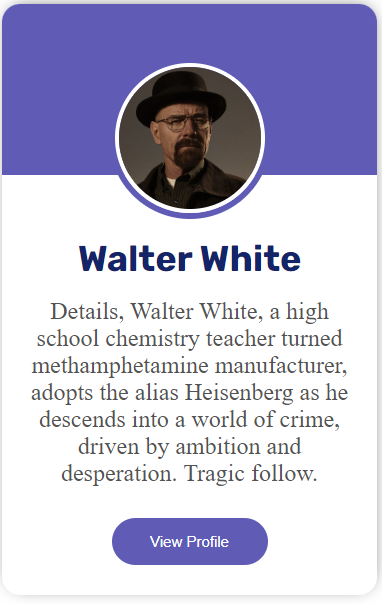 Walter White
Details, Walter White, a high
school chemistry teacher turned
methamphetamine manufacturer,
adopts the alias Heisenberg as he
descends into a world of crime,
driven by ambition and
desperation. Tragic follow.
View Profile